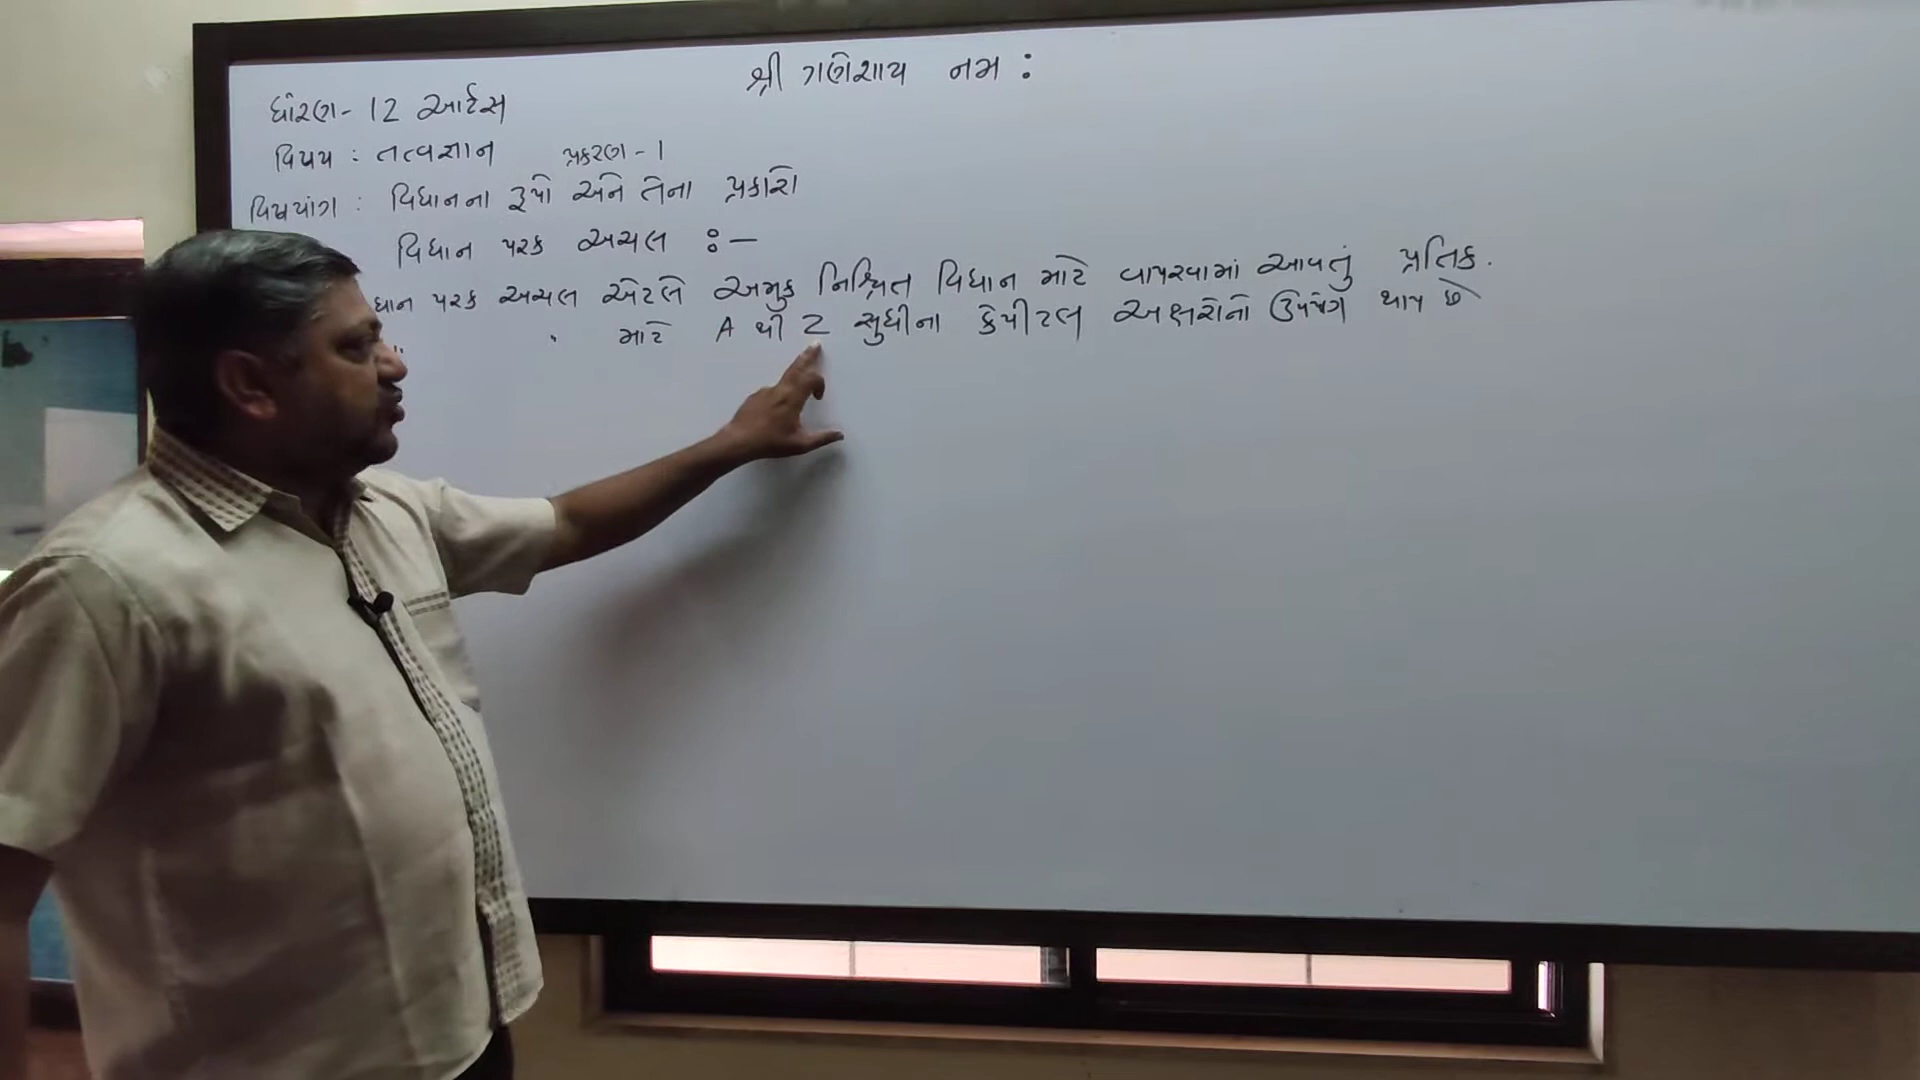 શ્રી ગણેશાય નમ :
ધોરણ - 12 આર્ટસ
વિષય : તત્વજ્ઞાન પ્રકરણ - 1
વિષયાંગ : વિધાનના રૂપો અને તેના પ્રકારો
વિધાન પરક અચલ :-
ધાન પરક અચલ એટલે અમુક નિશ્ચિત વિધાન માટે વાપરવામાં આવતું પ્રતિક.
" " માટે A થી Z સુધીના કેપીટલ અક્ષરોનો ઉપયોગ થાય છે